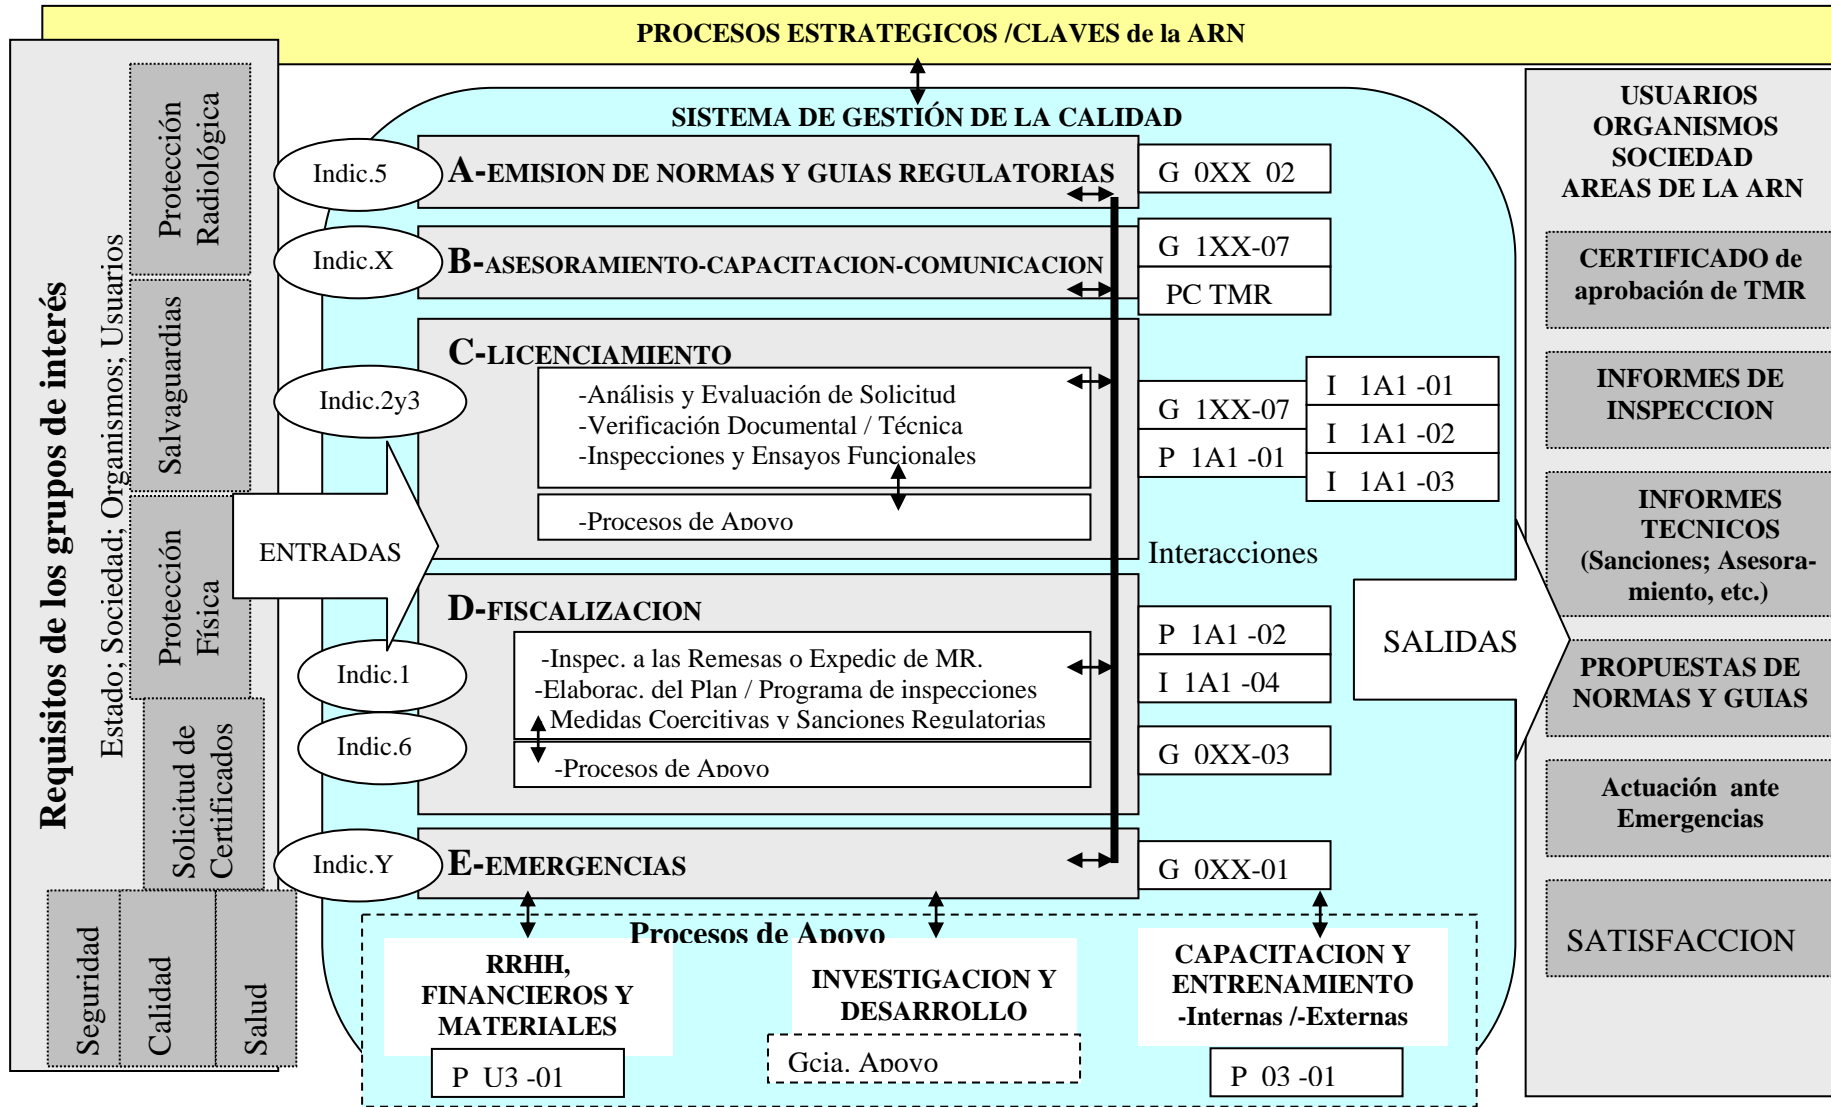 PROCESOS ESTRATEGICOS /CLAVES de la ARN
Requisitos de los grupos de interés
Estado; Sociedad; Organismos; Usuarios
Protección
Radiológica
Salvaguardias
Protección
Física
Solicitud de
Certificados
Seguridad
Calidad
Salud
ENTRADAS
SISTEMA DE GESTIÓN DE LA CALIDAD
Indic.5
A-EMISION DE NORMAS Y GUIAS REGULATORIAS
G 0XX 02
Indic.X
B-ASESORAMIENTO-CAPACITACION-COMUNICACION
G 1XX-07
PC TMR
Indic.2y3
C-LICENCIAMIENTO
-Análisis y Evaluación de Solicitud
-Verificación Documental / Técnica
-Inspecciones y Ensayos Funcionales
-Procesos de Apoyo
G 1XX-07
P 1A1 -01
I 1A1 -01
I 1A1 -02
I 1A1 -03
Interacciones
Indic.1
Indic.6
D-FISCALIZACION
-Inspec. a las Remesas o Expedic de MR.
-Elaborac. del Plan / Programa de inspecciones
Medidas Coercitivas y Sanciones Regulatorias
-Procesos de Apoyo
P 1A1 -02
I 1A1 -04
G 0XX-03
Indic.Y
E-EMERGENCIAS
G 0XX-01
Procesos de Apoyo
RRHH,
FINANCIEROS Y
MATERIALES
P U3 -01
INVESTIGACION Y
DESARROLLO
Gcia. Apoyo
CAPACITACION Y
ENTRENAMIENTO
-Internas /-Externas
P 03 -01
SALIDAS
USUARIOS
ORGANISMOS
SOCIEDAD
AREAS DE LA ARN
CERTIFICADO de
aprobación de TMR
INFORMES DE
INSPECCION
INFORMES
TECNICOS
(Sanciones; Asesora-
miento, etc.)
PROPUESTAS DE
NORMAS Y GUIAS
Actuación ante
Emergencias
SATISFACCION